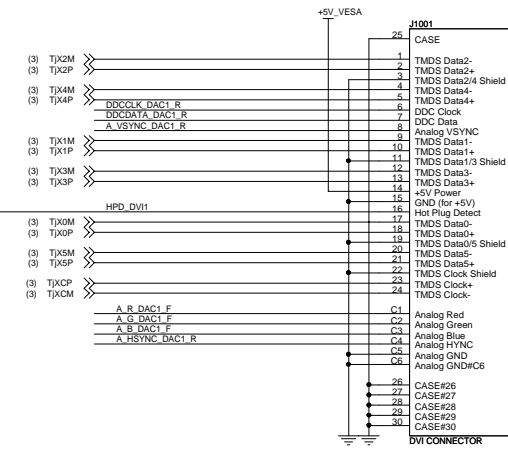 +5V_VESA
J1001
25 CASE
(3) TjX2M 1 TMDS Data2-
(3) TjX2P 2 TMDS Data2+
3 TMDS Data2/4 Shield
(3) TjX4M 4 TMDS Data4-
(3) TjX4P 5 TMDS Data4+
DDCCLK_DAC1_R 6 DDC Clock
DDCDATA_DAC1_R 7 DDC Data
A_VSYNC_DAC1_R 8 Analog VSYNC
(3) TjX1M 9 TMDS Data1-
(3) TjX1P 10 TMDS Data1+
11 TMDS Data1/3 Shield
(3) TjX3M 12 TMDS Data3-
(3) TjX3P 13 TMDS Data3+
14 +5V Power
15 GND (for +5V)
HPD_DVI1 16 Hot Plug Detect
(3) TjX0M 17 TMDS Data0-
(3) TjX0P 18 TMDS Data0+
19 TMDS Data0/5 Shield
(3) TjX5M 20 TMDS Data5-
(3) TjX5P 21 TMDS Data5+
22 TMDS Clock Shield
(3) TjXCP 23 TMDS Clock+
(3) TjXCM 24 TMDS Clock-
A_R_DAC1_F C1 Analog Red
A_G_DAC1_F C2 Analog Green
A_B_DAC1_F C3 Analog Blue
A_HSYNC_DAC1_R C4 Analog HYNC
C5 Analog GND
C6 Analog GND#C6
26 CASE#26
27 CASE#27
28 CASE#28
29 CASE#29
30 CASE#30
DVI CONNECTOR